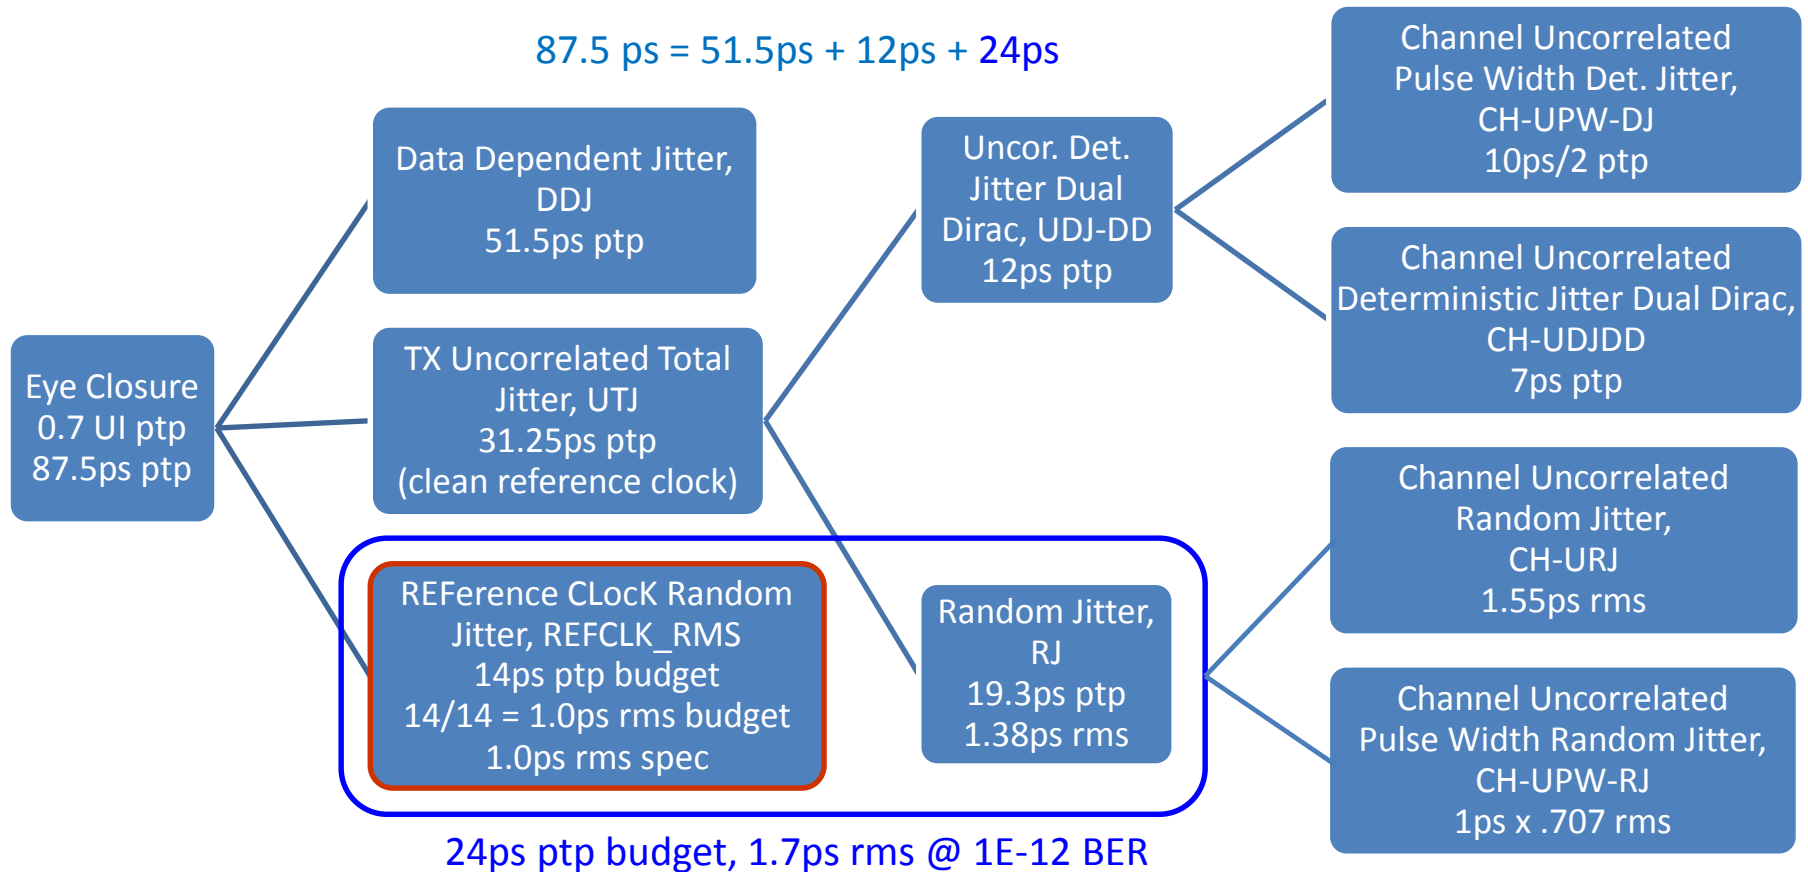 87.5 ps = 51.5ps + 12ps + 24ps
Eye Closure
0.7 UI ptp
87.5ps ptp
Data Dependent Jitter,
DDJ
51.5ps ptp
TX Uncorrelated Total
Jitter, UTJ
31.25ps ptp
(clean reference clock)
REFerence CLocK Random
Jitter, REFCLK_RMS
14ps ptp budget
14/14 = 1.0ps rms budget
1.0ps rms spec
Uncor. Det.
Jitter Dual
Dirac, UDJ-DD
12ps ptp
Random Jitter,
RJ
19.3ps ptp
1.38ps rms
Channel Uncorrelated
Pulse Width Det. Jitter,
CH-UPW-DJ
10ps/2 ptp
Channel Uncorrelated
Deterministic Jitter Dual Dirac,
CH-UDJDD
7ps ptp
Channel Uncorrelated
Random Jitter,
CH-URJ
1.55ps rms
Channel Uncorrelated
Pulse Width Random Jitter,
CH-UPW-RJ
1ps x .707 rms
24ps ptp budget, 1.7ps rms @ 1E-12 BER